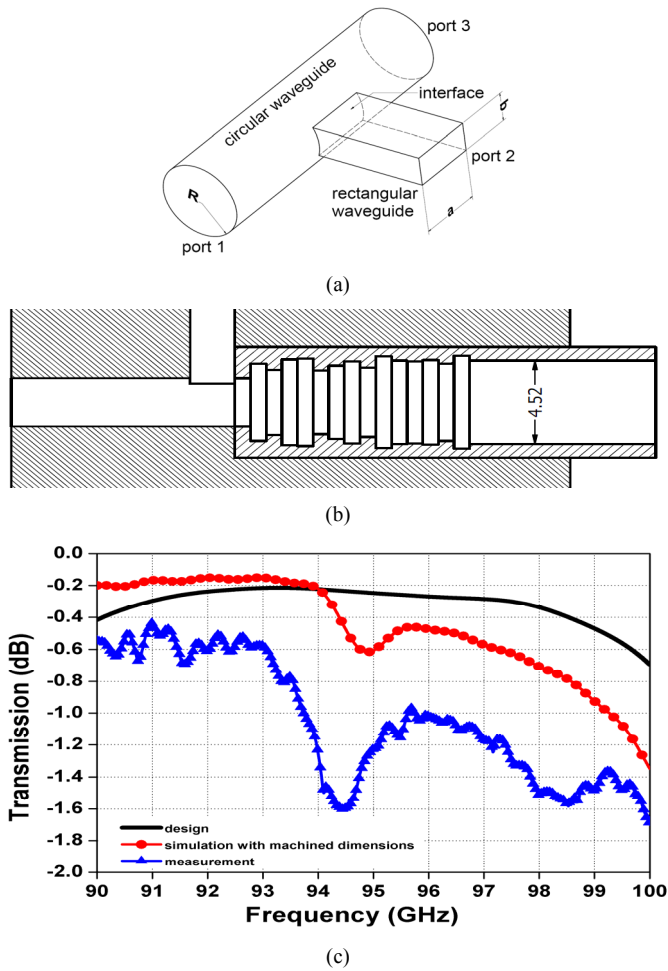 port 3
circular waveguide
interface
b
port 2
R
rectangular
waveguide
a
port 1
(a)
4.52
(b)
0.0
-0.2
-0.4
-0.6
-0.8
-1.0
-1.2
-1.4
-1.6
-1.8
-2.0
Transmission (dB)
design
simulation with machined dimensions
measurement
90 91 92 93 94 95 96 97 98 99 100
Frequency (GHz)
(c)